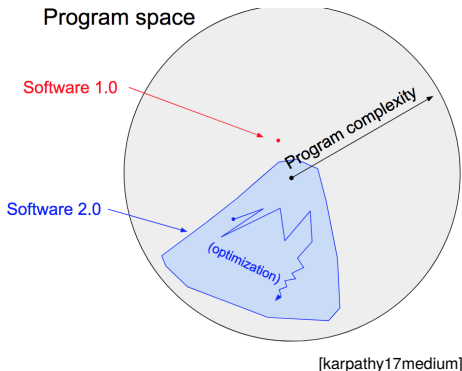 Program space
Software 1.0
Program complexity
Software 2.0
(optimization)
[karpathy17medium]